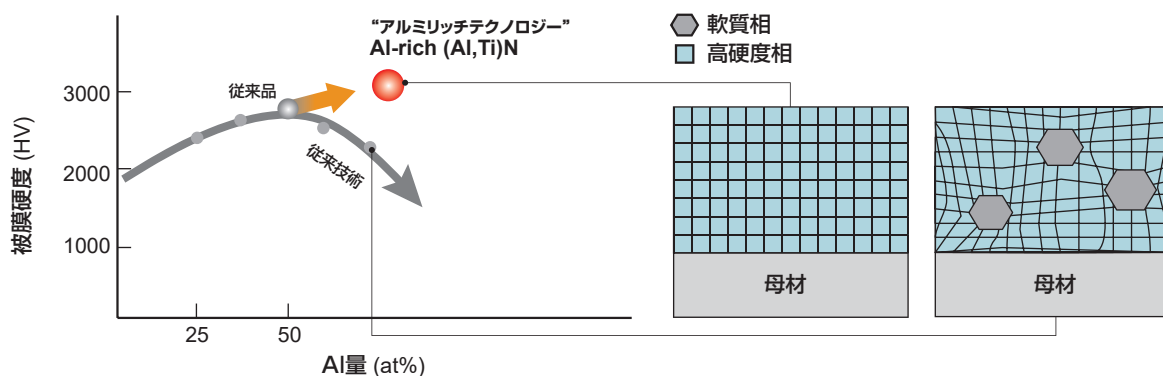 “アルミリッチテクノロジー”
Al-rich (Al,Ti)N
軟質相
高硬度相
従来品
3000
2000
1000
被膜硬度 (HV)
従来技術
母材
母材
25
50
Al量 (at%)